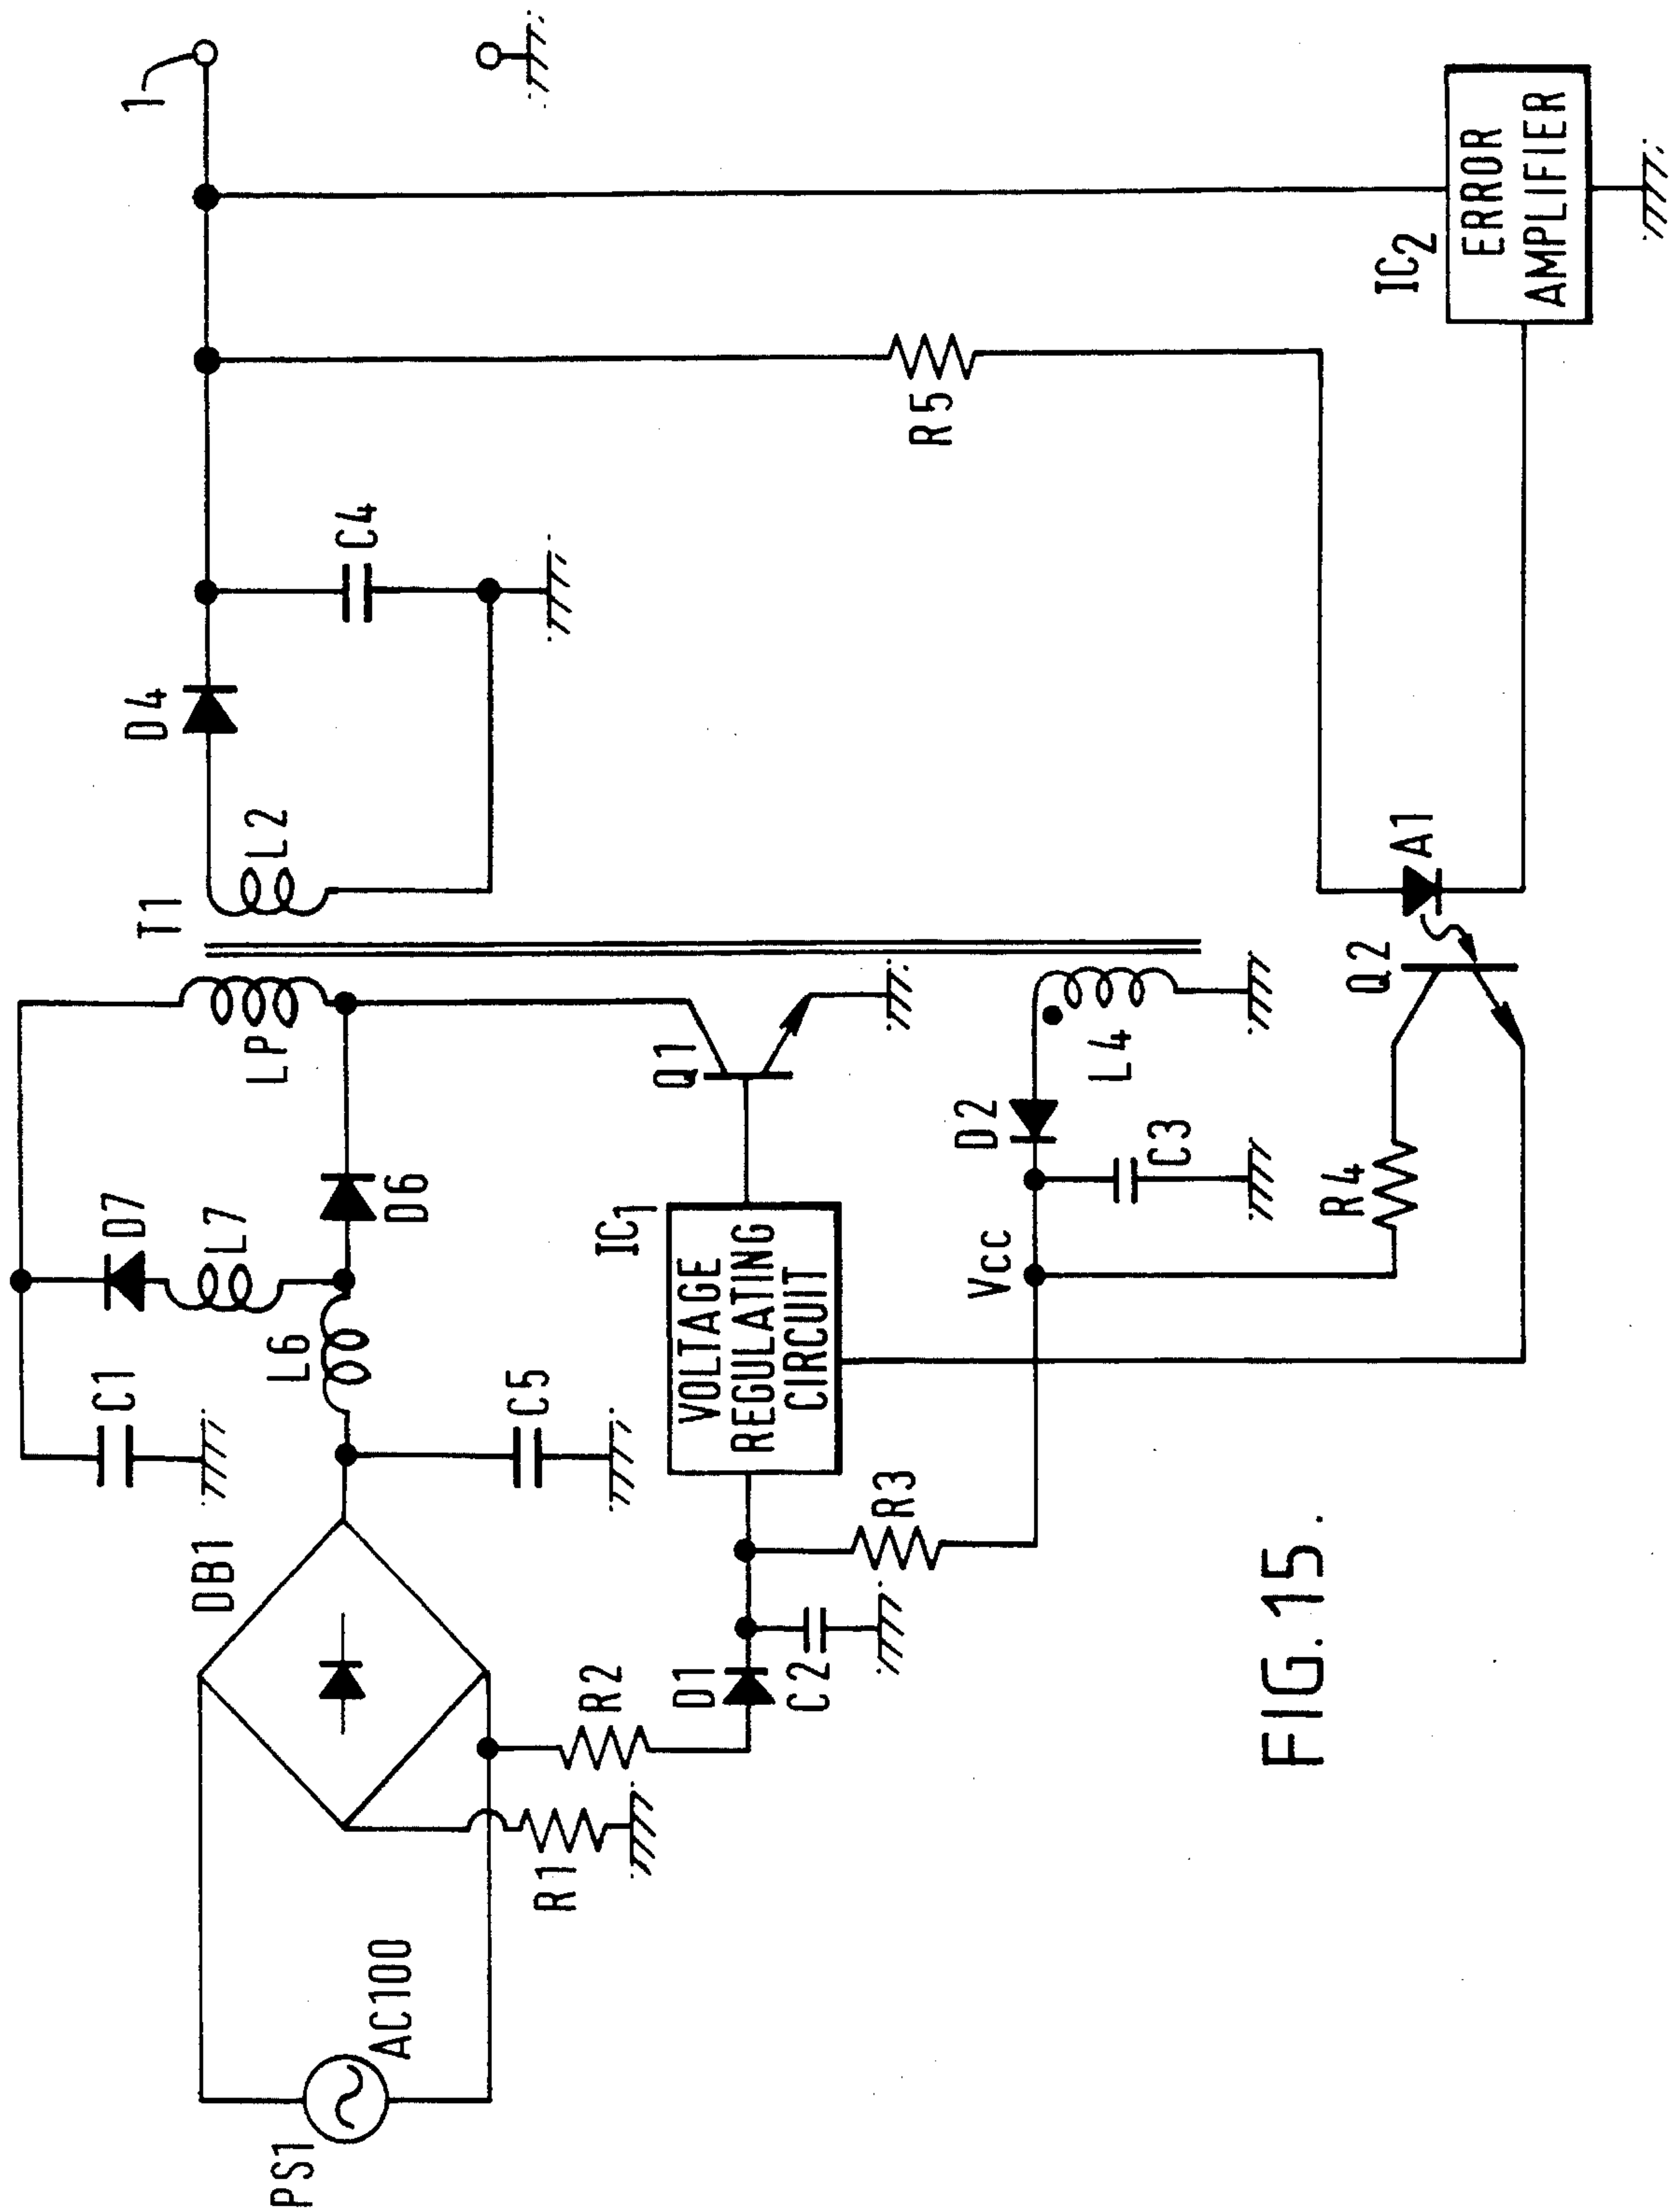 PS1
AC100
DB1
R1
R2
D1
C2
R3
C1
C5
L6
L7
D7
D6
LP
T1
L2
D4
C4
1
IC1
VOLTAGE
REGULATING
CIRCUIT
Q1
Vcc
D2
C3
L4
R4
Q2
A1
R5
IC2
ERROR
AMPLIFIER
FIG. 15.